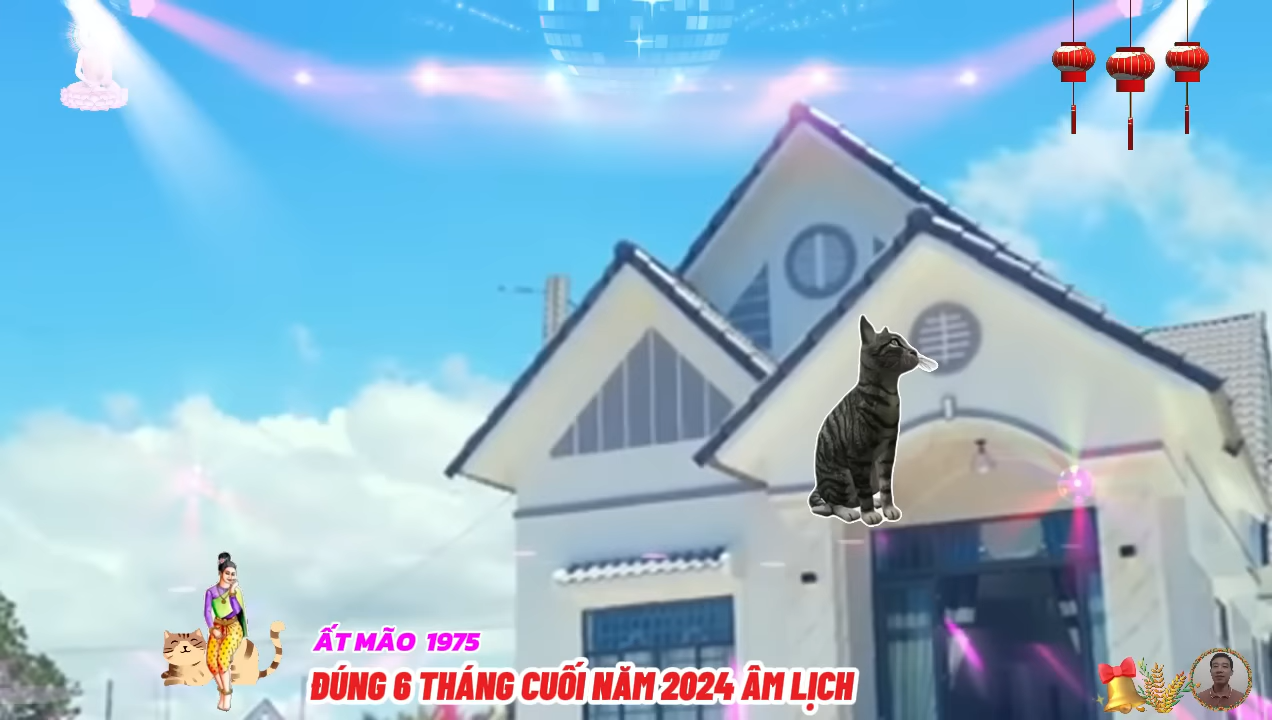 ẤT MÃO 1975
ĐÚNG 6 THÁNG CUỐI NĂM 2024 ÂM LỊCH